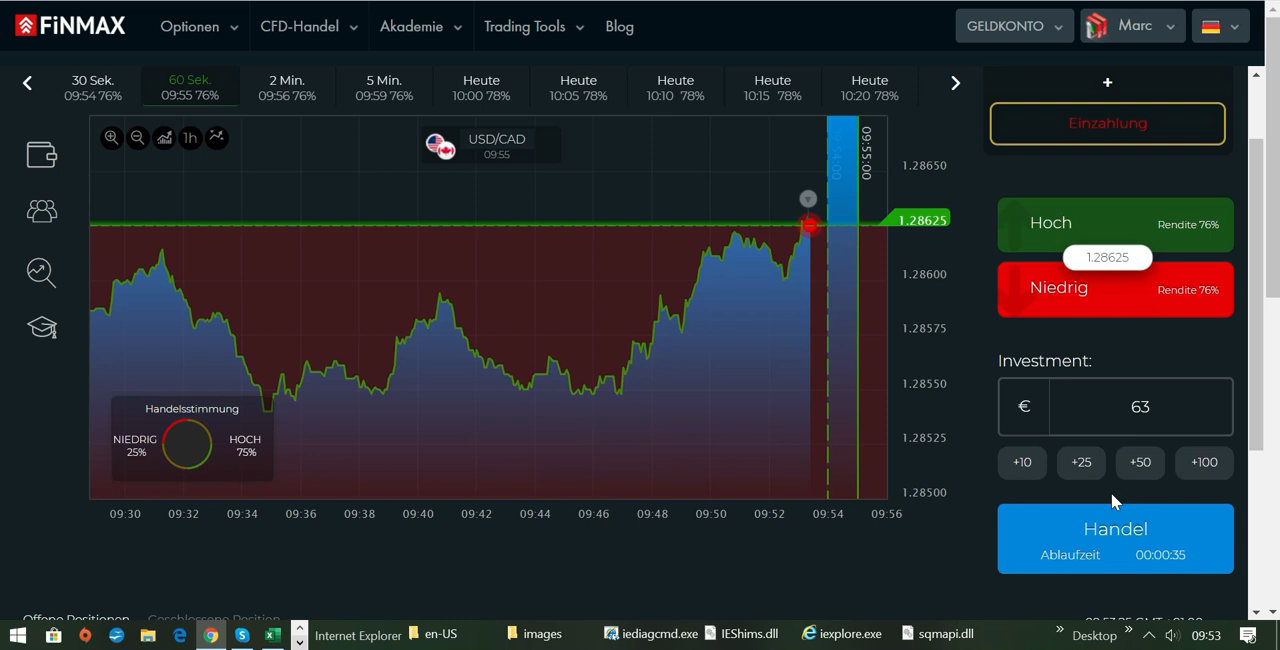 FiNMAX
Optionen
CFD-Handel
Akademie
Trading Tools
Blog
GELDKONTO
Marc
30 Sek.
09:54 76%
60 Sek.
09:55 76%
2 Min.
09:56 76%
5 Min.
09:59 76%
Heute
10:00 78%
Heute
10:05 78%
Heute
10:10 78%
Heute
10:15 78%
Heute
10:20 78%
+
Einzahlung
1h
USD/CAD
09:55
09:54:00
09:55:00
1.28650
1.28625
1.28600
1.28575
1.28550
1.28525
1.28500
Handelsstimmung
NIEDRIG
25%
HOCH
75%
09:30
09:32
09:34
09:36
09:38
09:40
09:42
09:44
09:46
09:48
09:50
09:52
09:54
09:56
Hoch
Rendite 76%
1.28625
Niedrig
Rendite 76%
Investment:
€
63
+10
+25
+50
+100
Handel
Ablaufzeit 00:00:35
Offene Positionen
Geschlossene Position
Internet Explorer
en-US
images
iediagcmd.exe
IEShims.dll
iexplore.exe
sqmapi.dll
Desktop
09:53